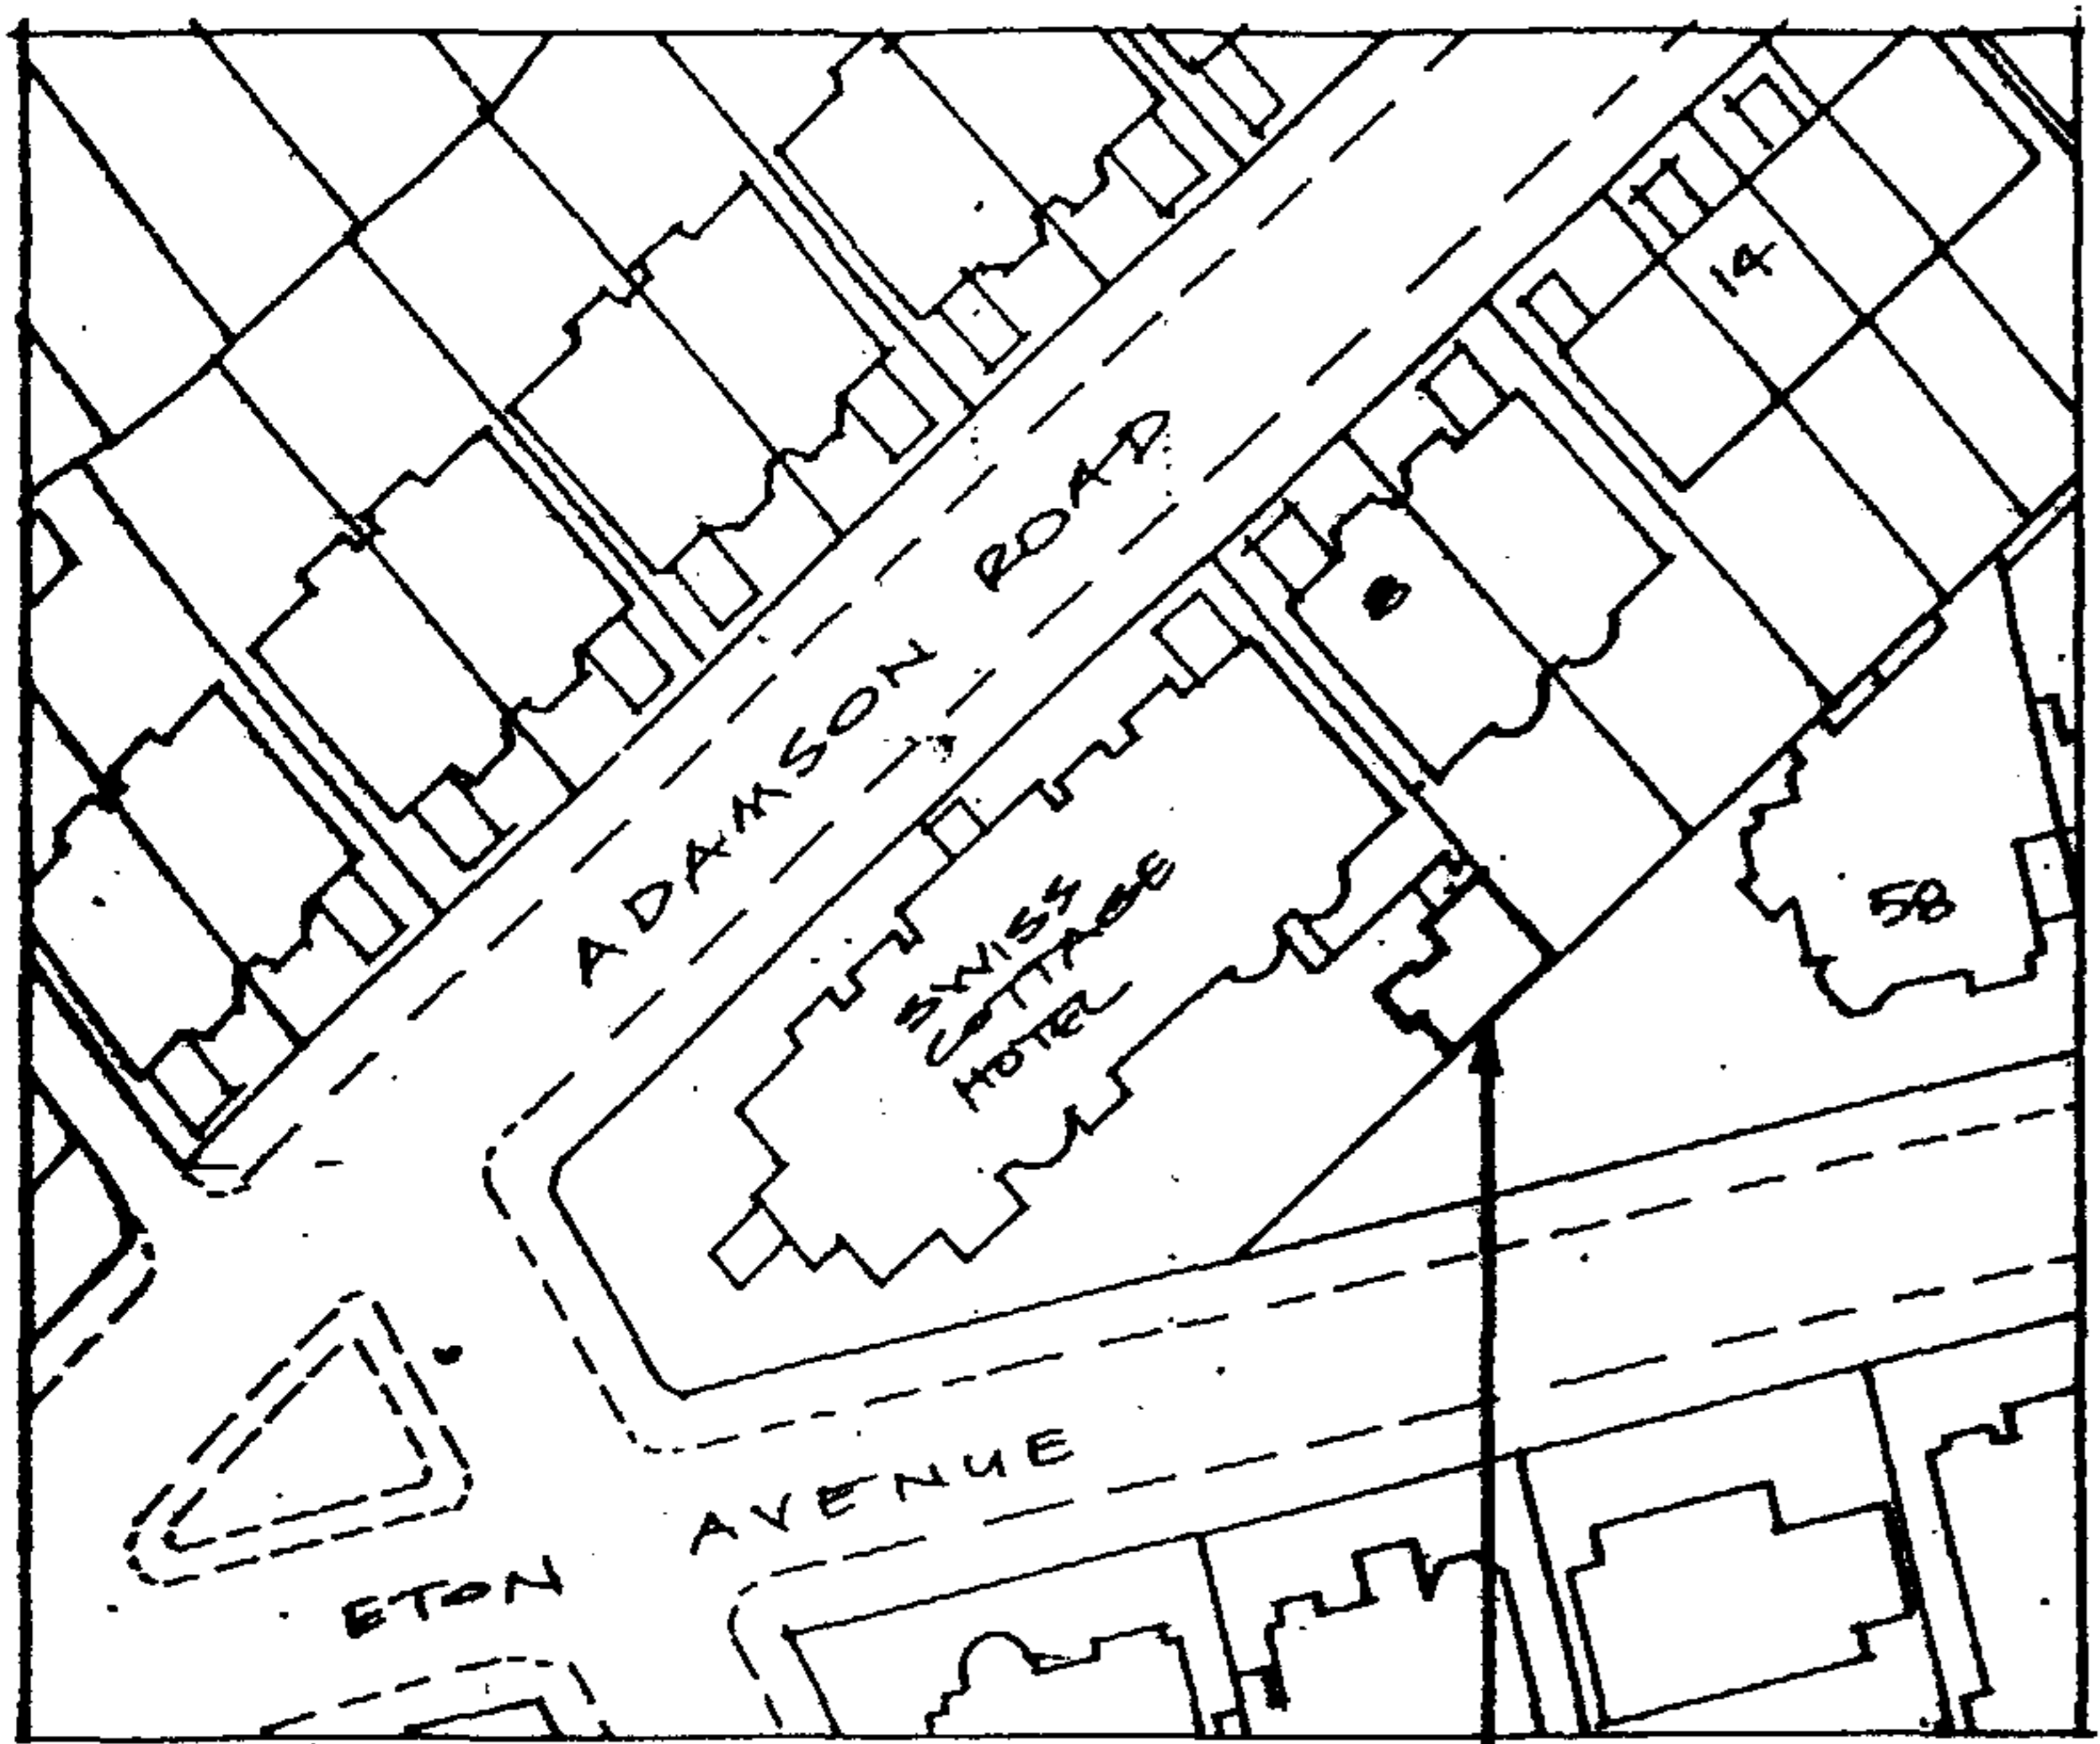 14
ADAMSON ROAD
SWISS
COTTAGE
HOTEL
58
ETON AVENUE